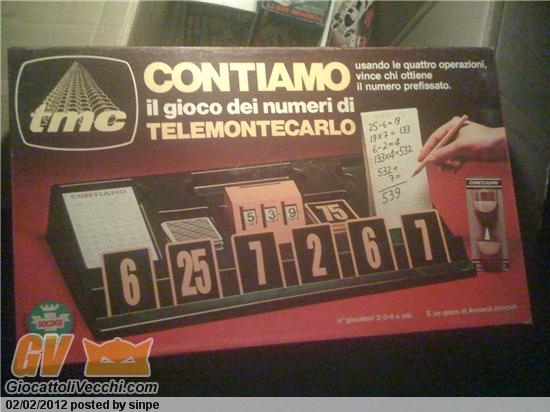 tmc
CONTIAMO
il gioco dei numeri di
TELEMONTECARLO
usando le quattro operazioni,
vince chi ottiene
il numero prefissato.
25-6=19
19×7=133
6-2=4
133×4=532
532+
7=
539
CONTIAMO
CONTIAMO
5 3 9
75
6 25 7 2 6 7
n° giocatori 2-3-4 e più
È un gioco di Armand Jammot
GV
GiocattoliVecchi.com
02/02/2012 posted by sinpe